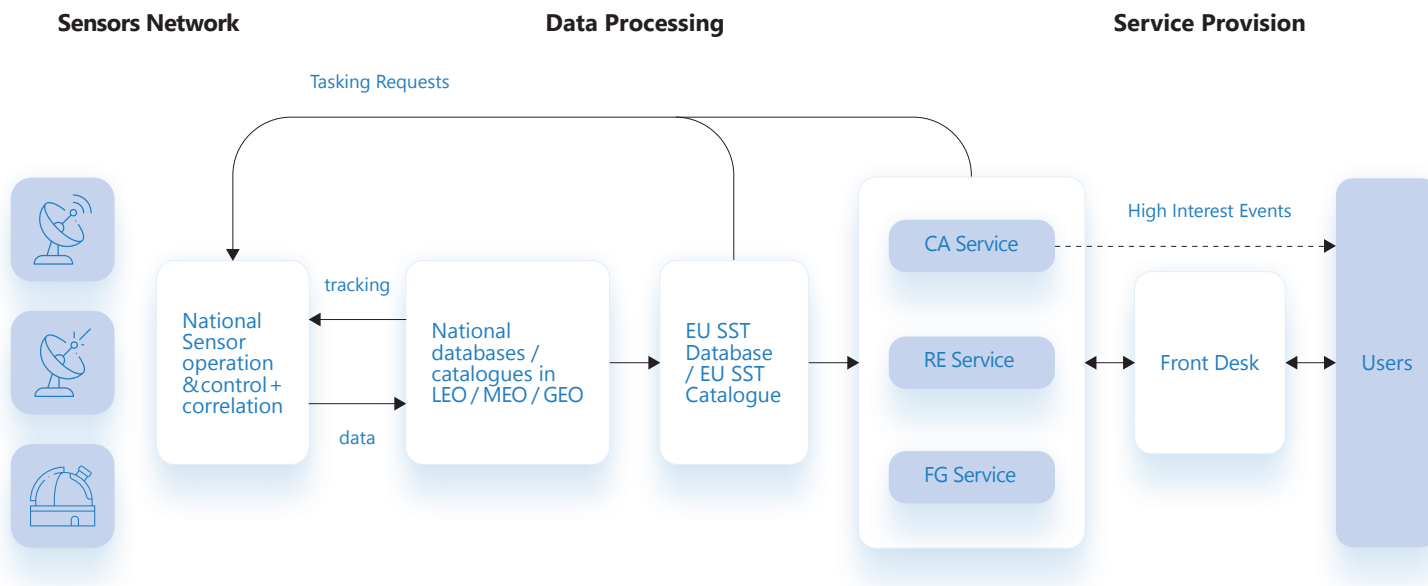 Sensors Network
Data Processing
Service Provision
Tasking Requests
High Interest Events
CA Service
tracking
National
Sensor
operation
& control +
correlation
National
databases /
catalogues in
LEO / MEO / GEO
EU SST
Database
/ EU SST
Catalogue
RE Service
Front Desk
Users
data
FG Service